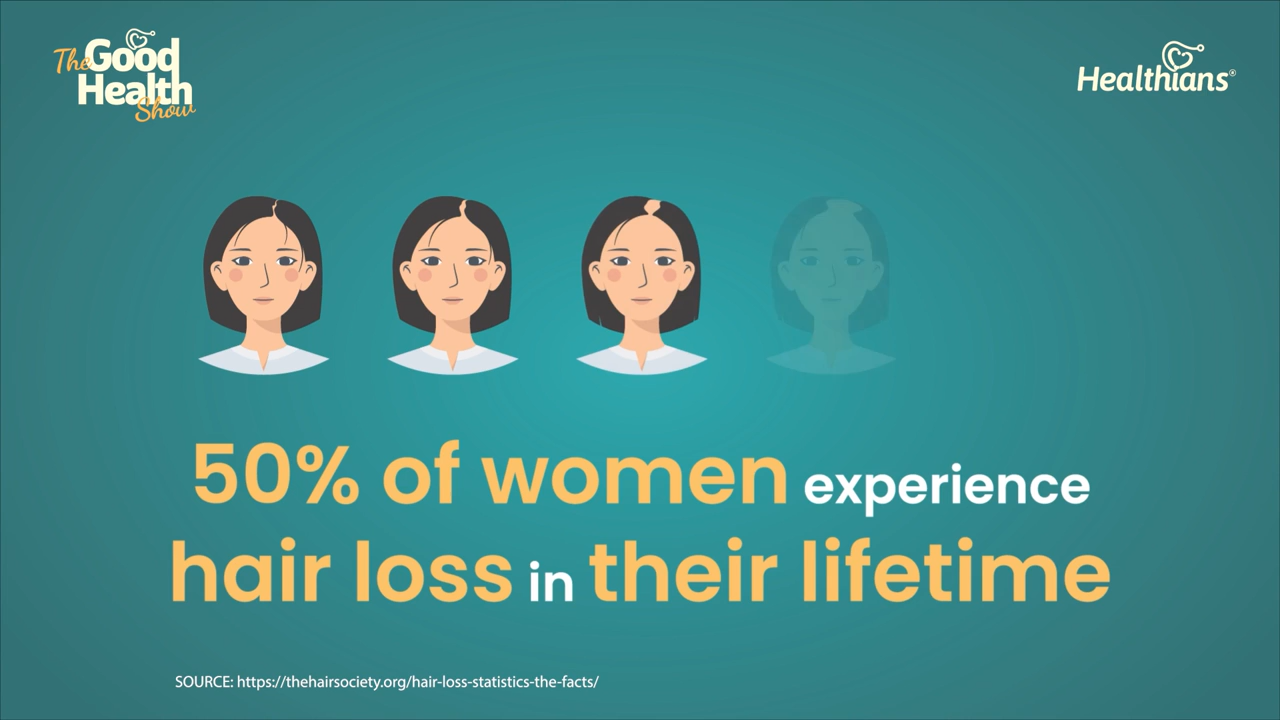 The Good
Health
Show
Healthians®
50% of women experience
hair loss in their lifetime
SOURCE: https://thehairsociety.org/hair-loss-statistics-the-facts/